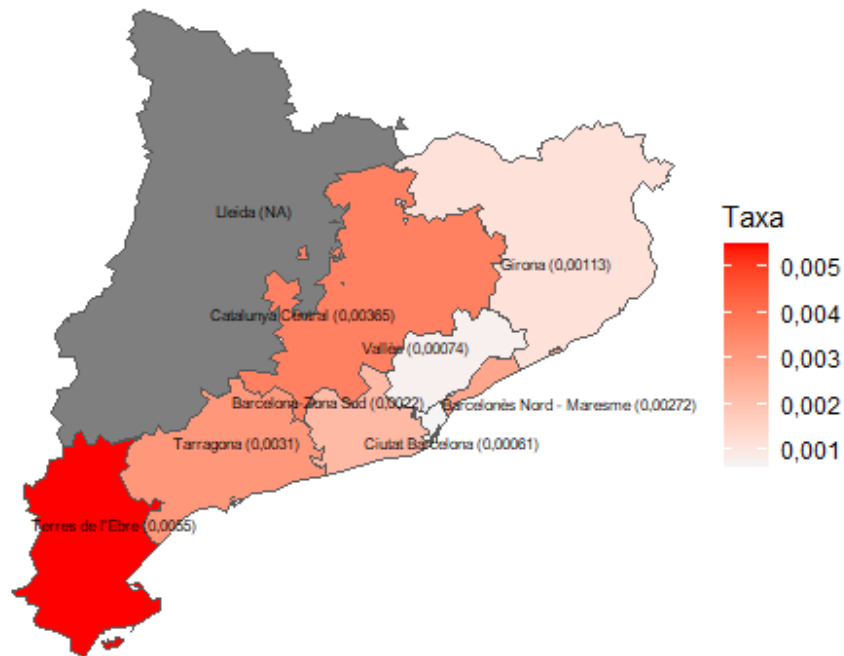 Lleida (NA)
Girona (0,00113)
Catalunya Central (0,00365)
Vallès (0,00074)
Barcelona-Zona Sud (0,0022)
Barcelonès Nord - Maresme (0,00272)
Tarragona (0,0031)
Ciutat Barcelona (0,00061)
Terres de l'Ebre (0,0055)
Taxa
0,005
0,004
0,003
0,002
0,001